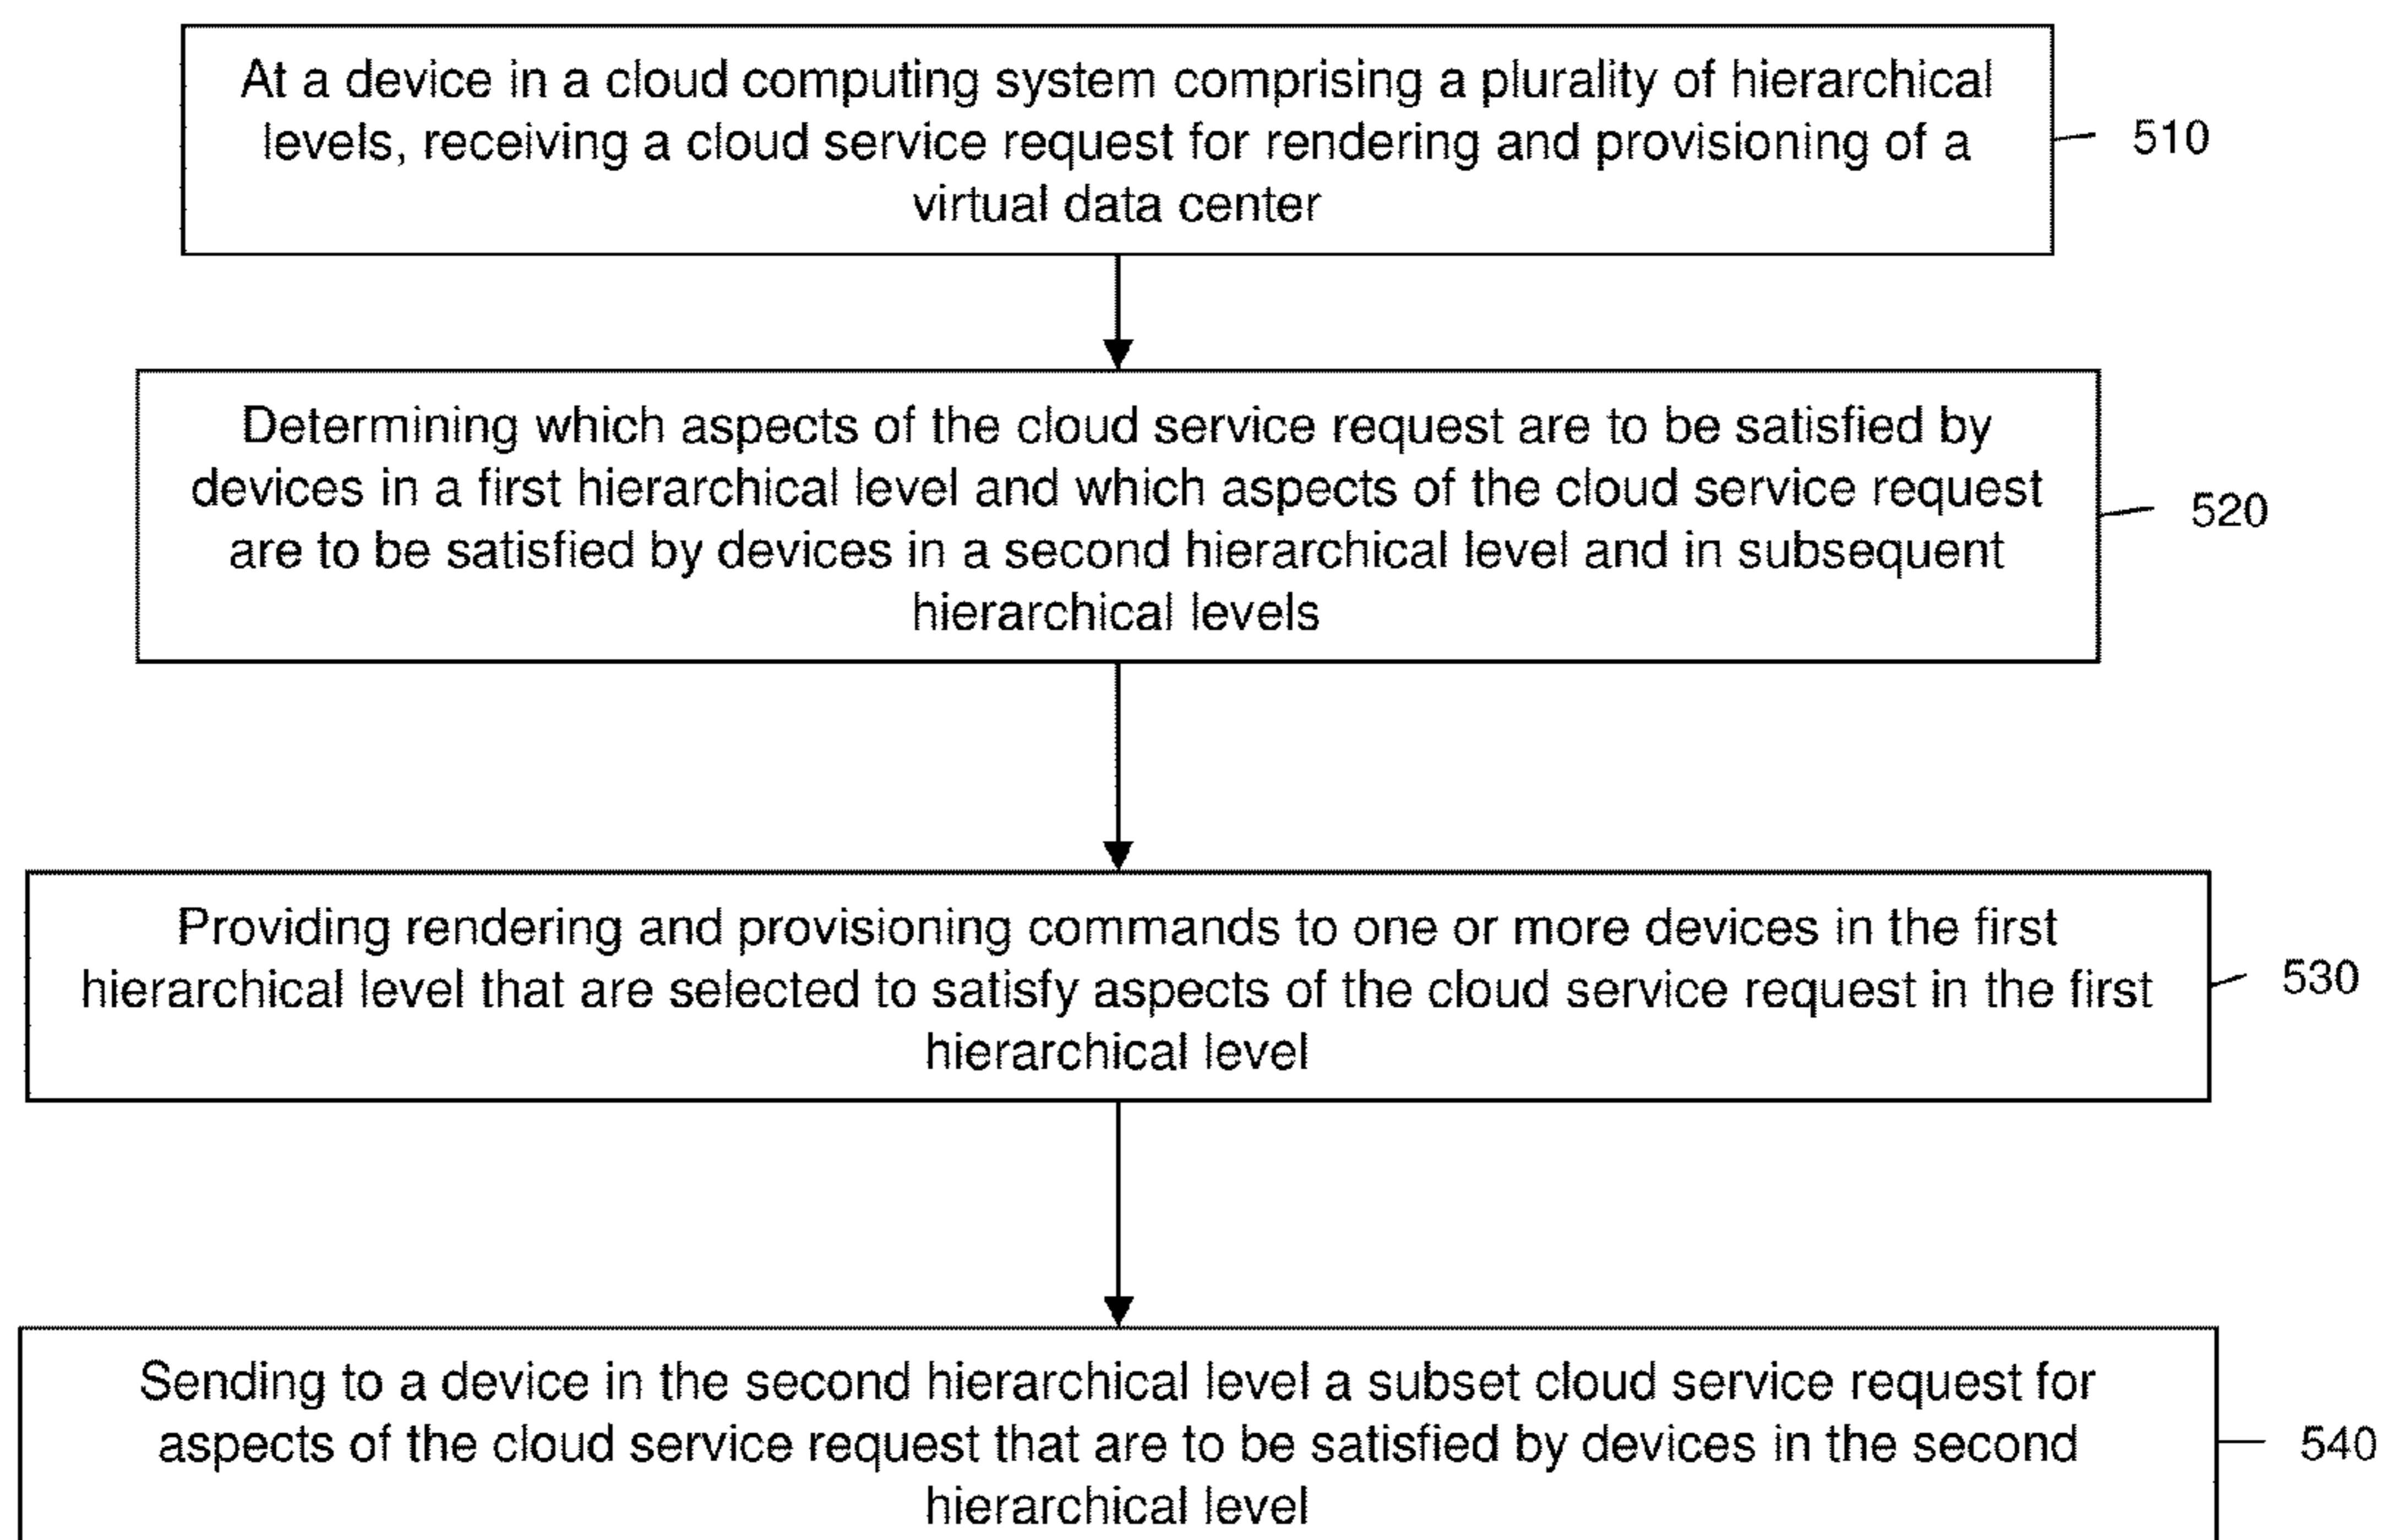 At a device in a cloud computing system comprising a plurality of hierarchical
levels, receiving a cloud service request for rendering and provisioning of a
virtual data center
510
Determining which aspects of the cloud service request are to be satisfied by
devices in a first hierarchical level and which aspects of the cloud service request
are to be satisfied by devices in a second hierarchical level and in subsequent
hierarchical levels
520
Providing rendering and provisioning commands to one or more devices in the first
hierarchical level that are selected to satisfy aspects of the cloud service request in the first
hierarchical level
530
Sending to a device in the second hierarchical level a subset cloud service request for
aspects of the cloud service request that are to be satisfied by devices in the second
hierarchical level
540